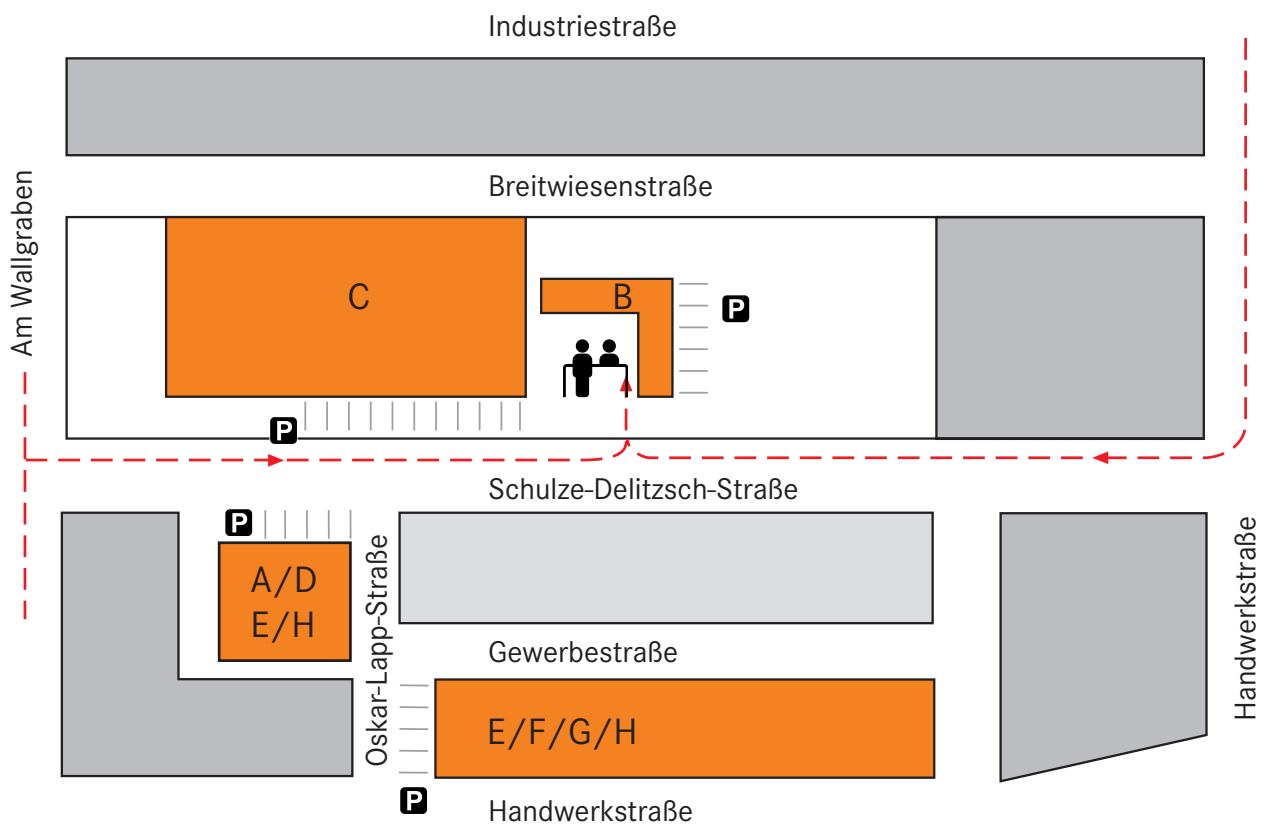 Industriestraße
Breitwiesenstraße
Am Wallgraben
C
B
P
P
Schulze-Delitzsch-Straße
P
A/D
E/H
Oskar-Lapp-Straße
Gewerbestraße
Handwerkstraße
E/F/G/H
P
Handwerkstraße